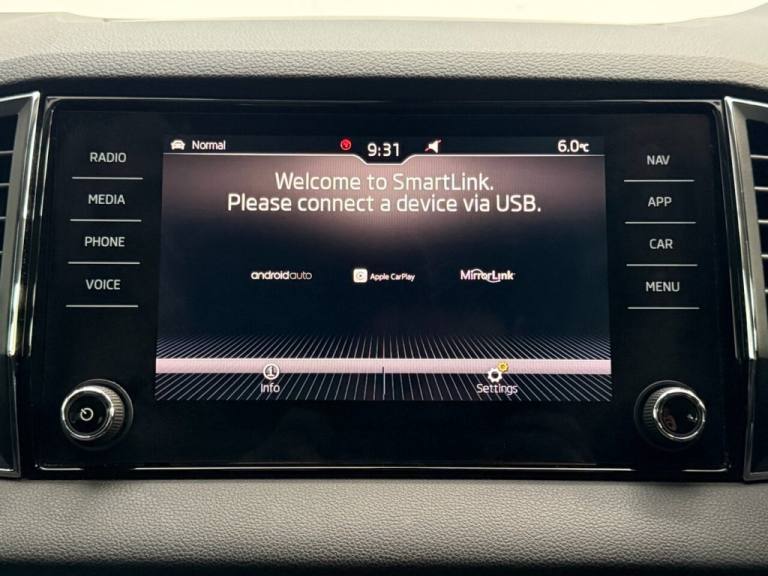 RADIO
MEDIA
PHONE
VOICE
Normal
9:31
6.0°C
Welcome to SmartLink.
Please connect a device via USB.
androidauto
Apple CarPlay
MirrorLink
Info
Settings
NAV
APP
CAR
MENU